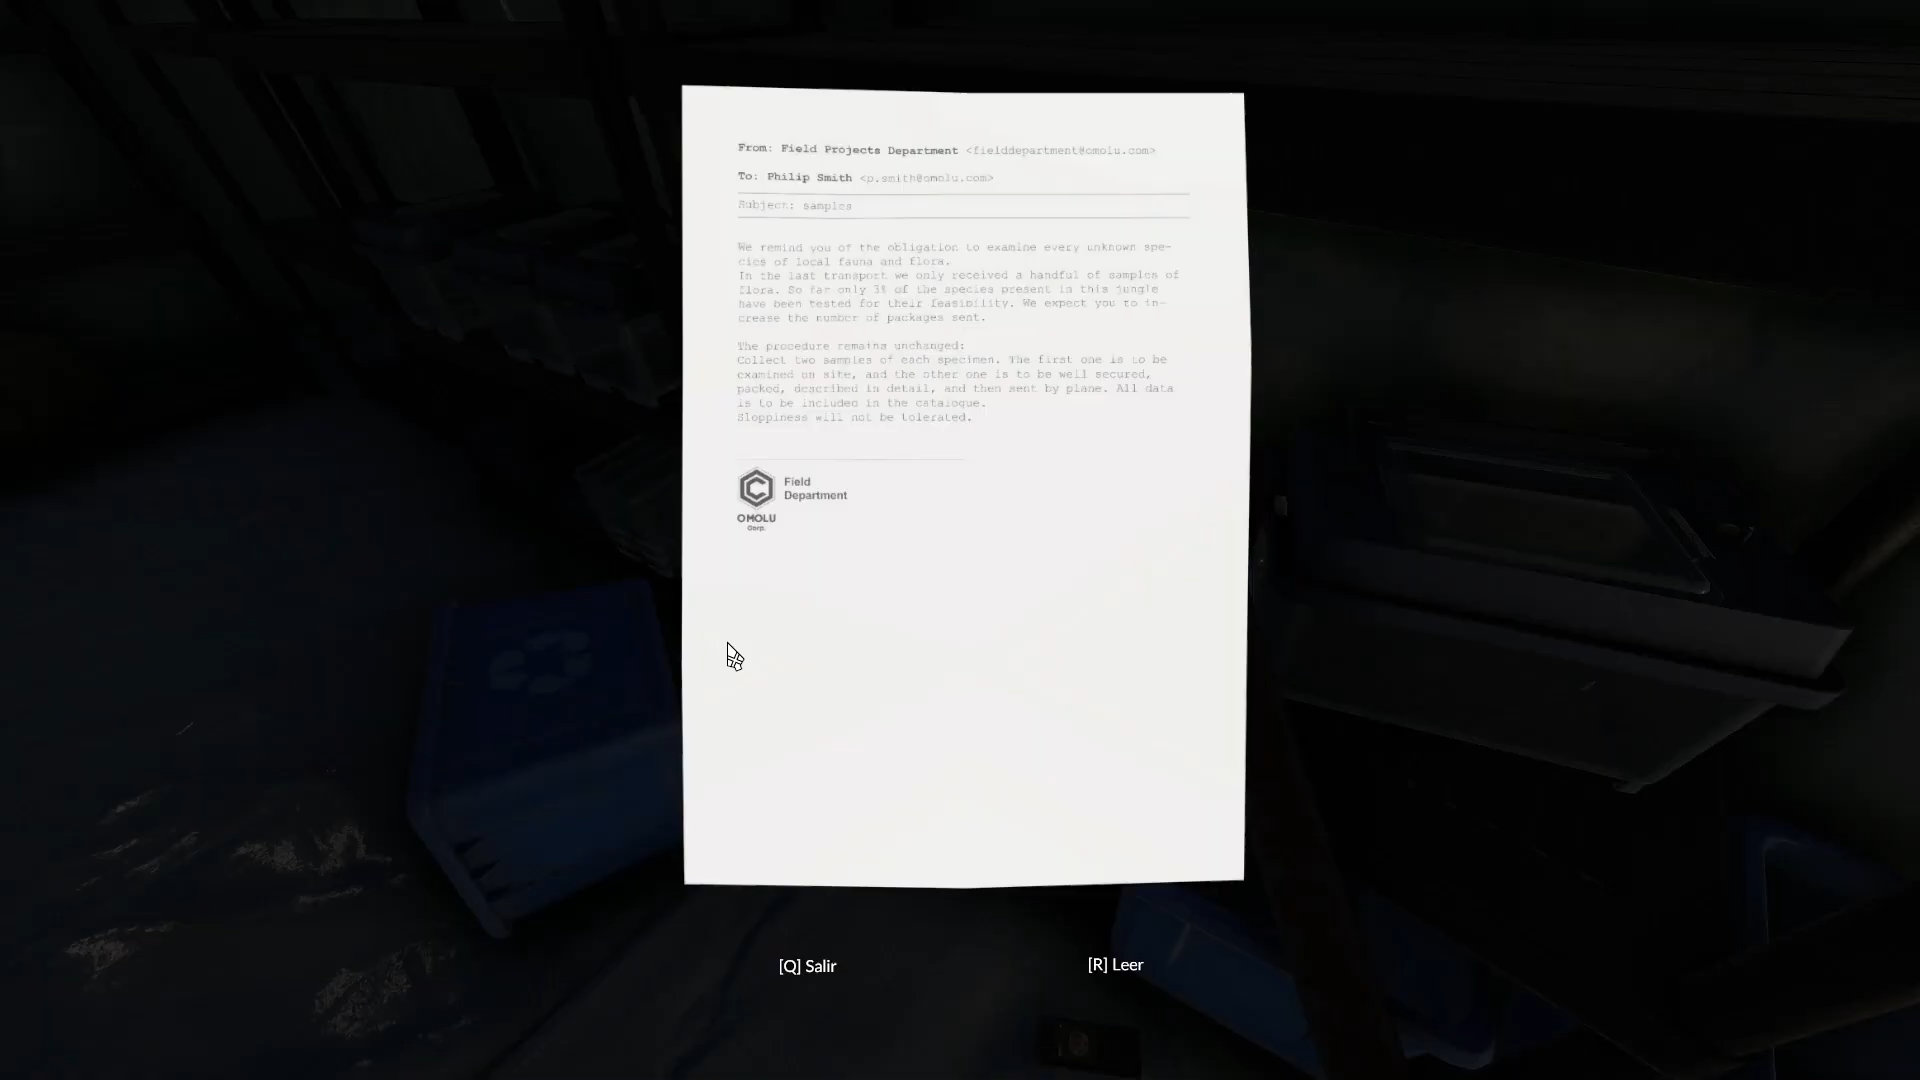 From: Field Projects Department <fielddepartment@omolu.com>
To: Philip Smith <p.smith@omolu.com>
Subject: samples
We remind you of the obligation to examine every unknown spe-
cies of local fauna and flora.
In the last transport we only received a handful of samples of
flora. So far only 3% of the species present in this jungle
have been tested for their feasibility. We expect you to in-
crease the number of packages sent.
The procedure remains unchanged:
Collect two samples of each specimen. The first one is to be
examined on site, and the other one is to be well secured,
packed, described in detail, and then sent by plane. All data
is to be included in the catalogue.
Sloppiness will not be tolerated.
Field
Department
OMOLU
Corp.
[Q] Salir
[R] Leer